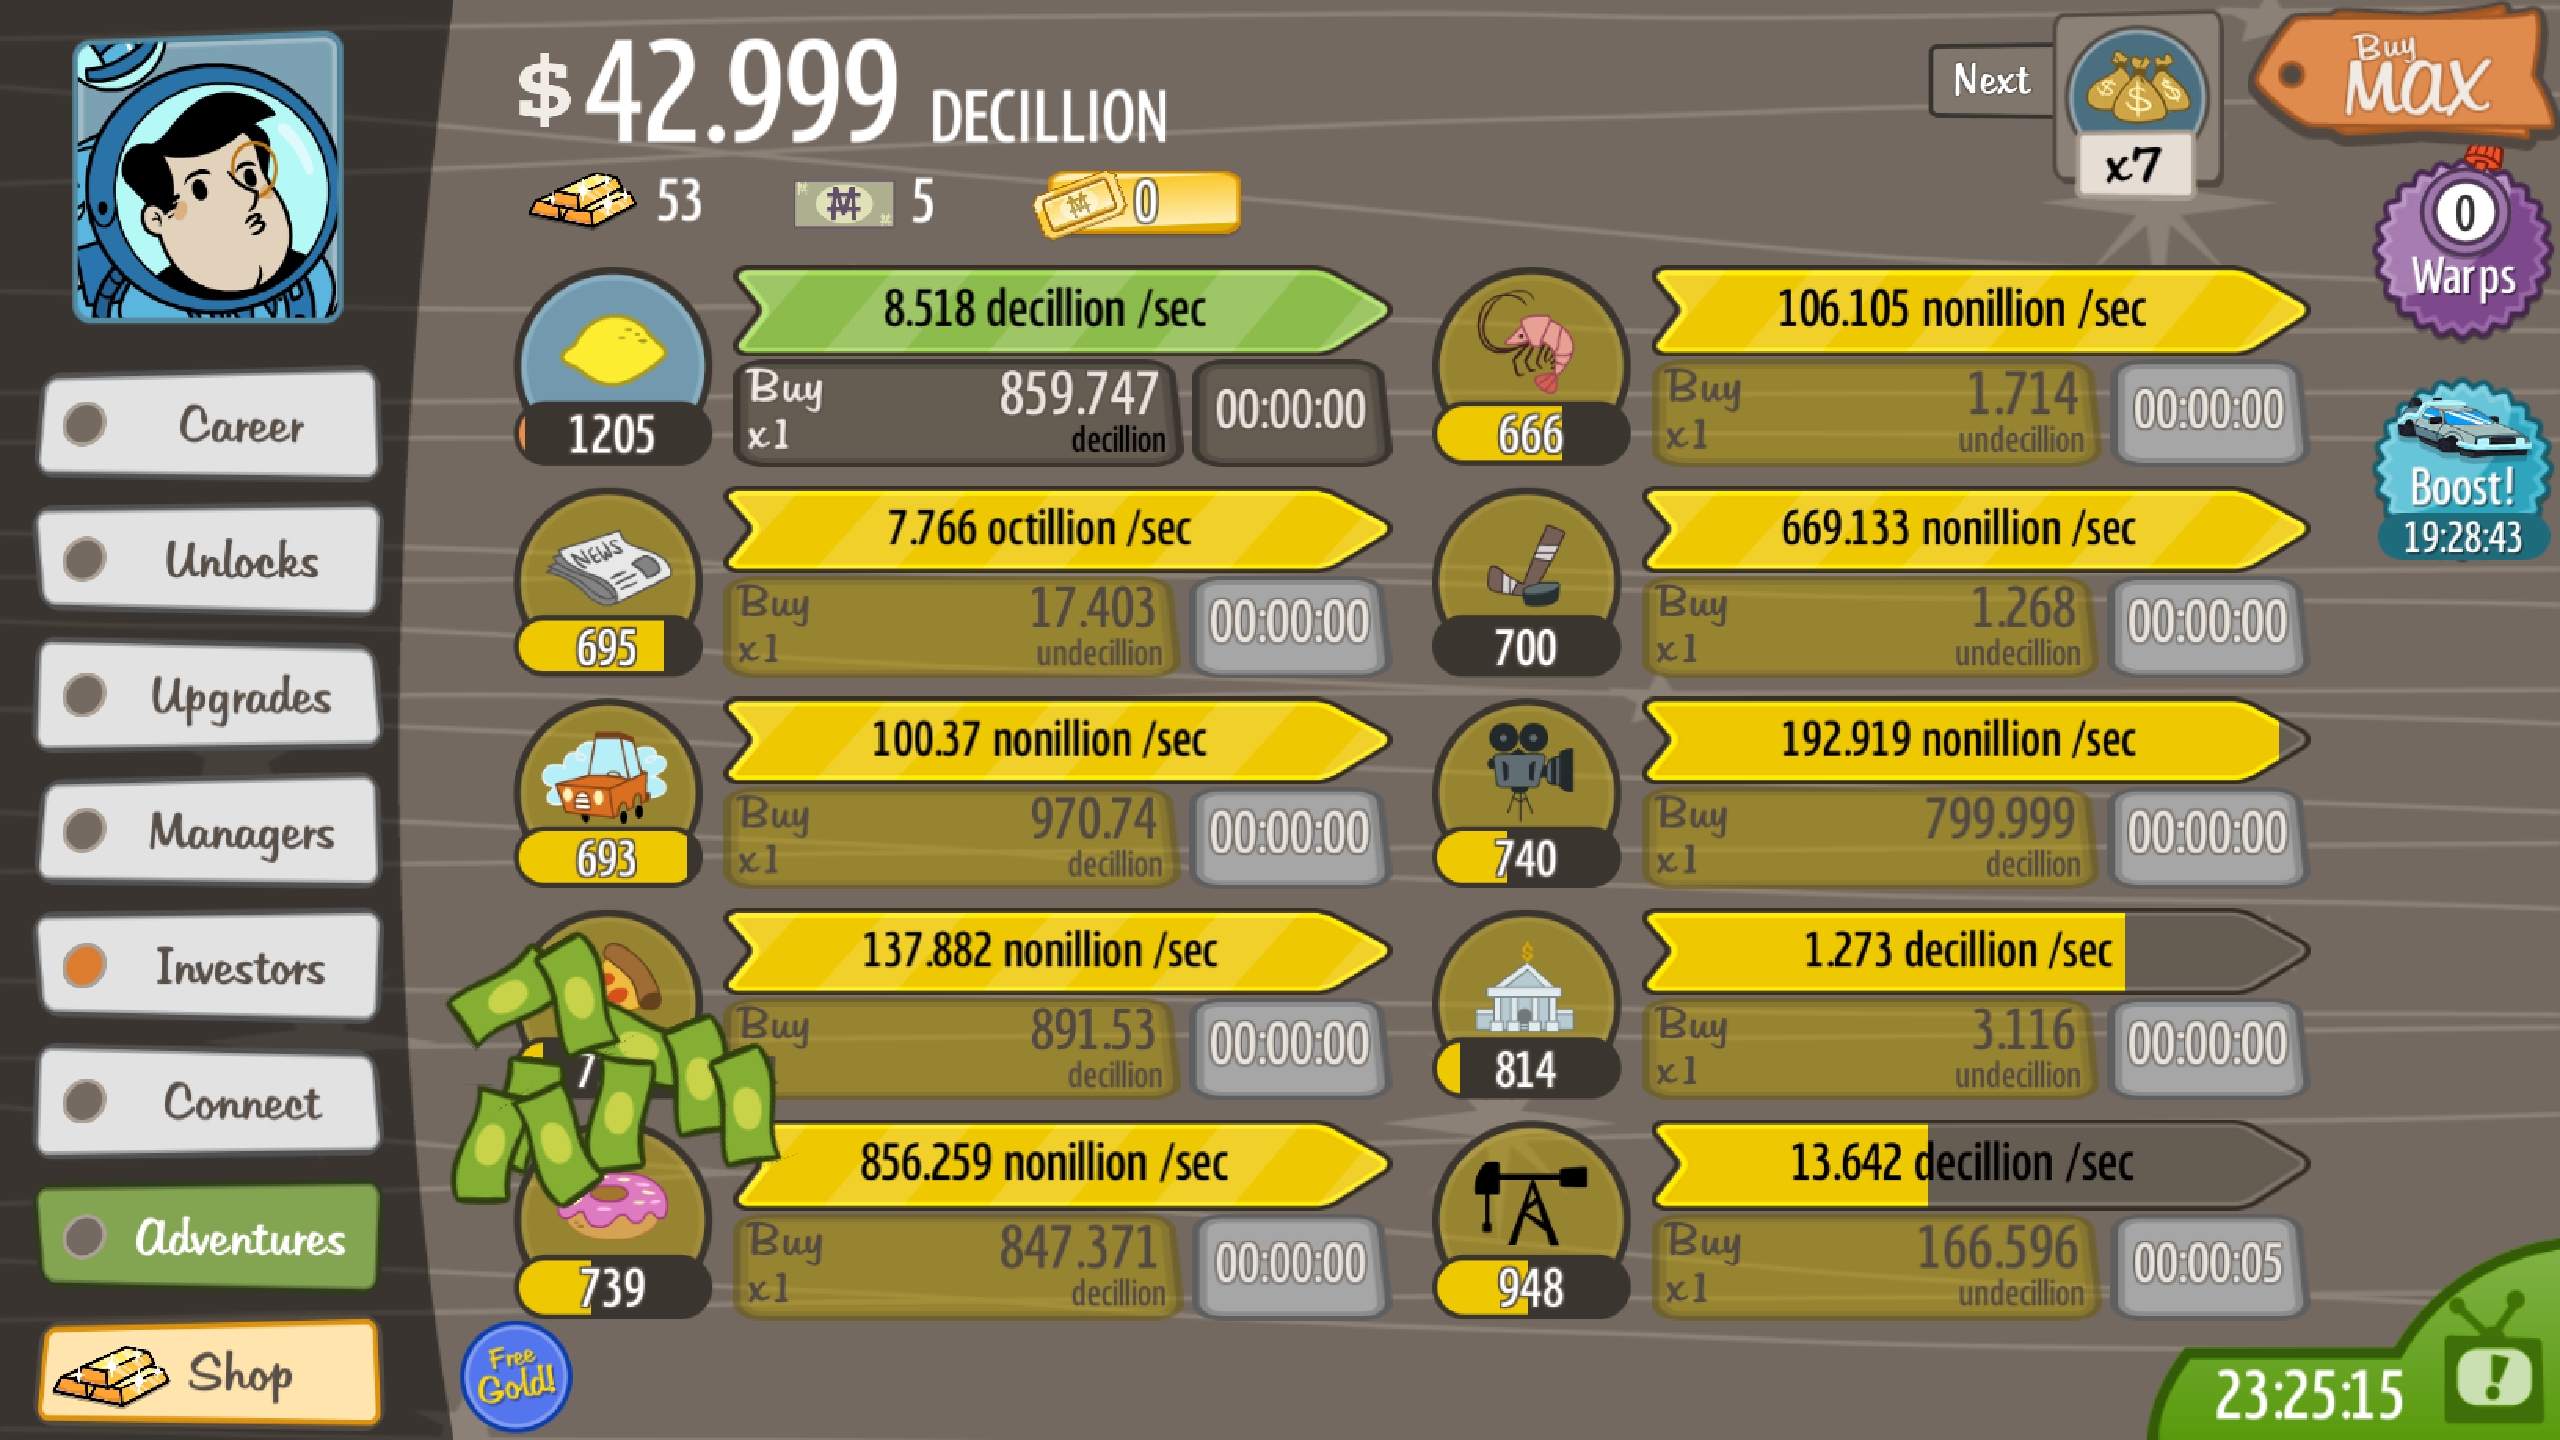 $42.999 DECILLION
Next
x7
Buy
MAX
53
5
0
0
Warps
Boost!
19:28:43
Career
Unlocks
Upgrades
Managers
Investors
Connect
Adventures
Shop
8.518 decillion /sec
1205
Buy
x1
859.747
decillion
00:00:00
106.105 nonillion /sec
666
Buy
x1
1.714
undecillion
00:00:00
NEWS
7.766 octillion /sec
695
Buy
x1
17.403
undecillion
00:00:00
669.133 nonillion /sec
700
Buy
x1
1.268
undecillion
00:00:00
100.37 nonillion /sec
693
Buy
x1
970.74
decillion
00:00:00
192.919 nonillion /sec
740
Buy
x1
799.999
decillion
00:00:00
137.882 nonillion /sec
7
Buy
891.53
decillion
00:00:00
1.273 decillion /sec
814
Buy
x1
3.116
undecillion
00:00:00
856.259 nonillion /sec
739
Buy
x1
847.371
decillion
00:00:00
13.642 decillion /sec
948
Buy
x1
166.596
undecillion
00:00:05
Free
Gold!
23:25:15